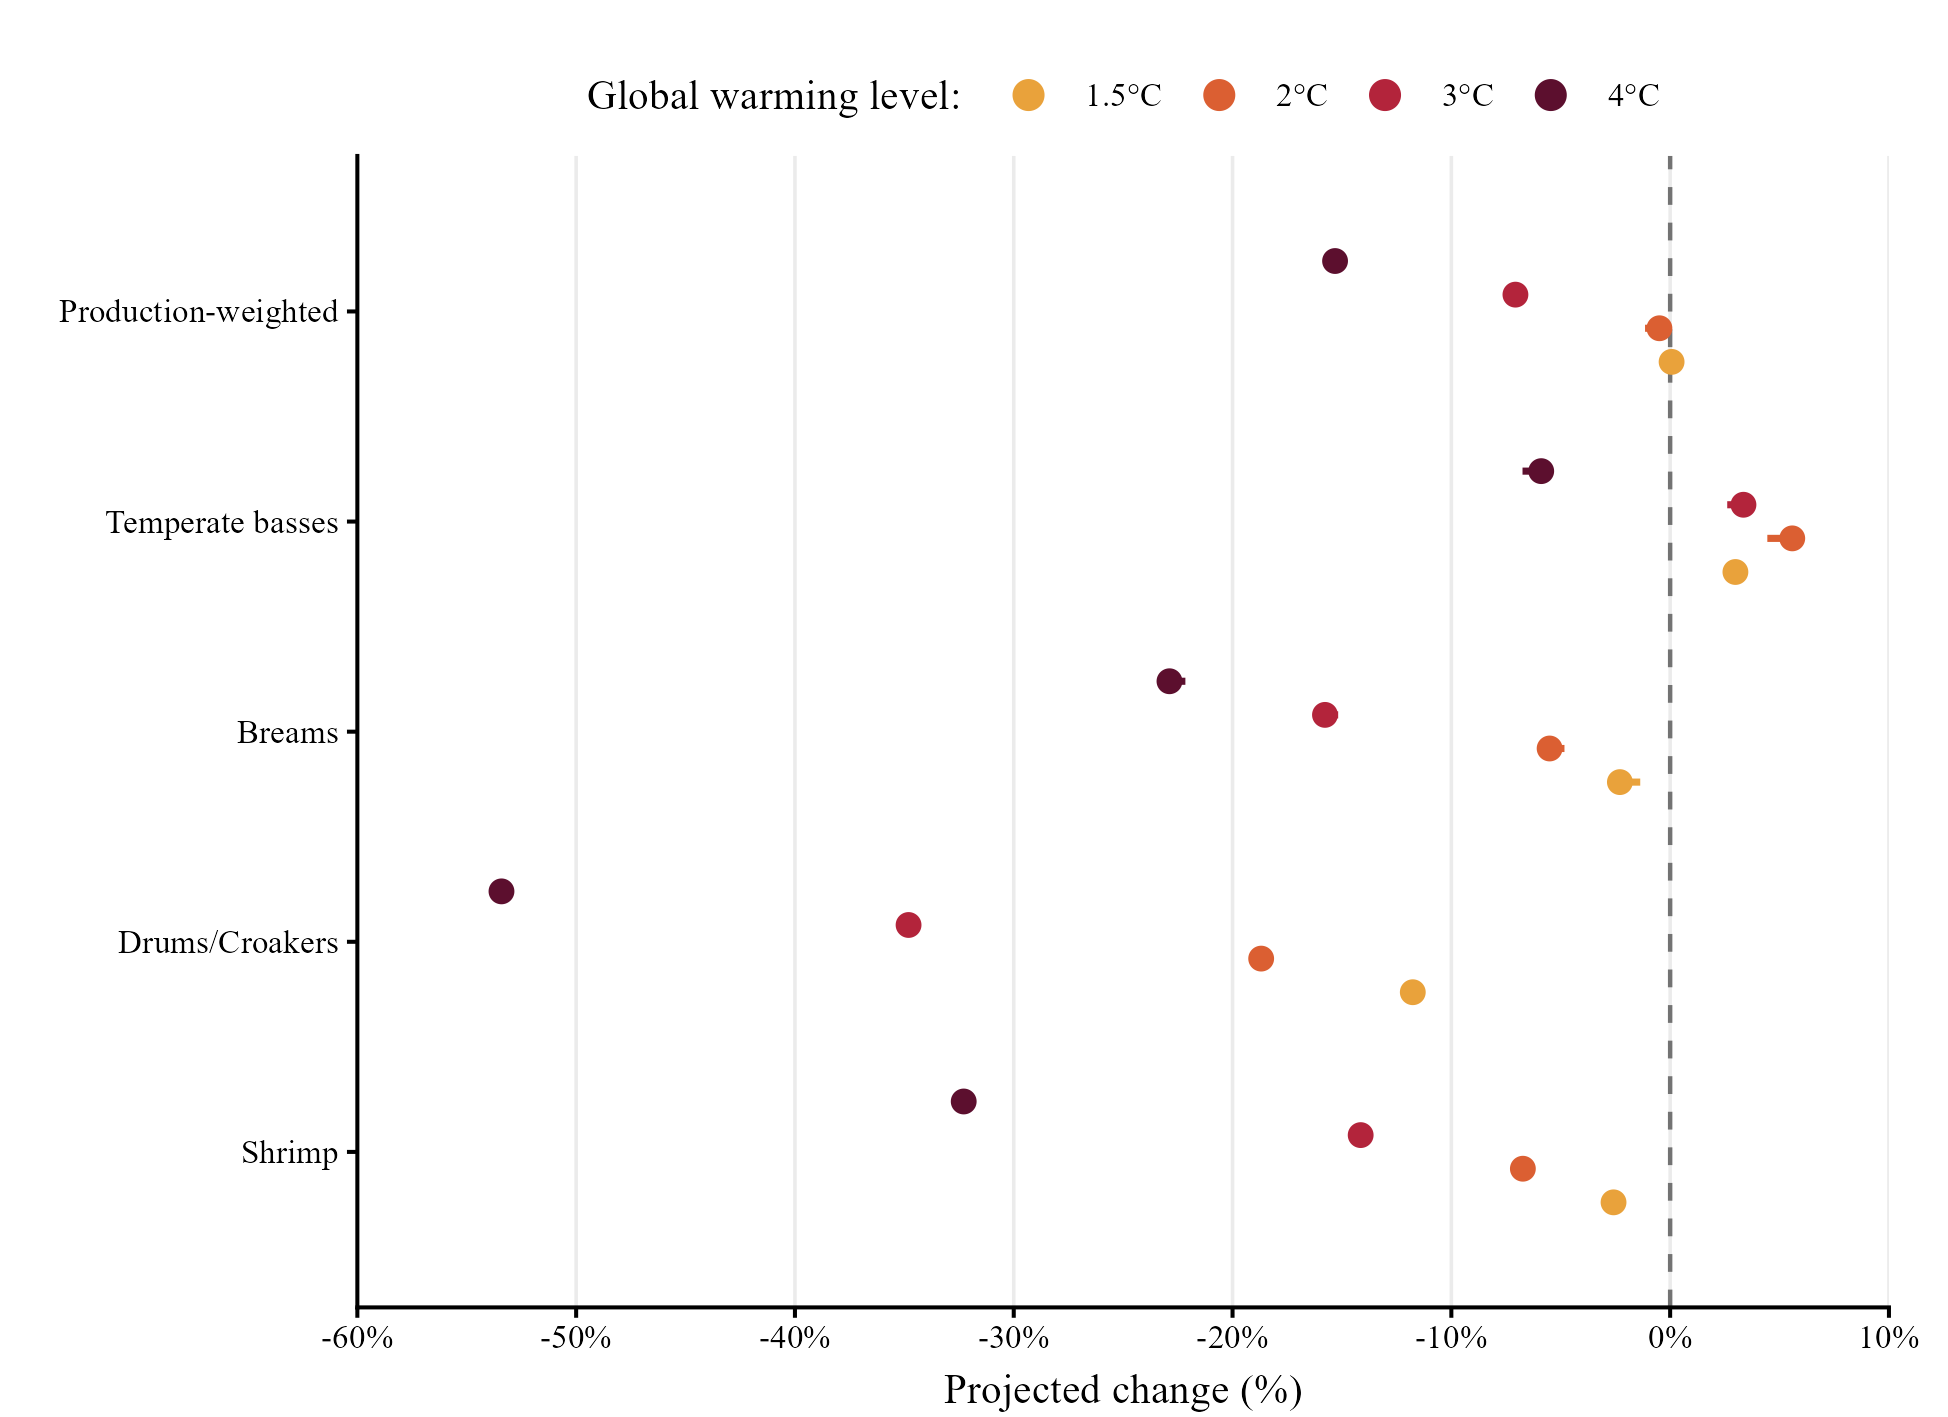 Global warming level: 1.5°C 2°C 3°C 4°C
Production-weighted
Temperate basses
Breams
Drums/Croakers
Shrimp
-60% -50% -40% -30% -20% -10% 0% 10%
Projected change (%)